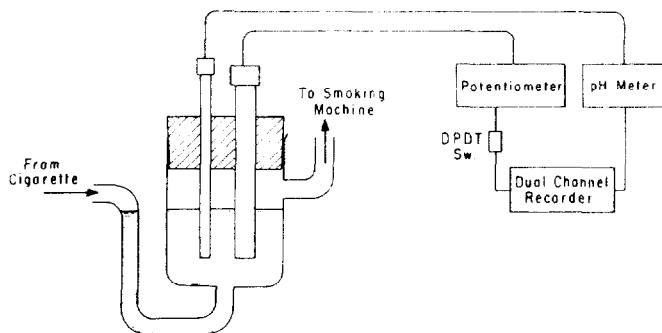 To Smoking
Machine
Potentiometer
pH Meter
DPDT
Sw.
From
Cigarette
Dual Channel
Recorder